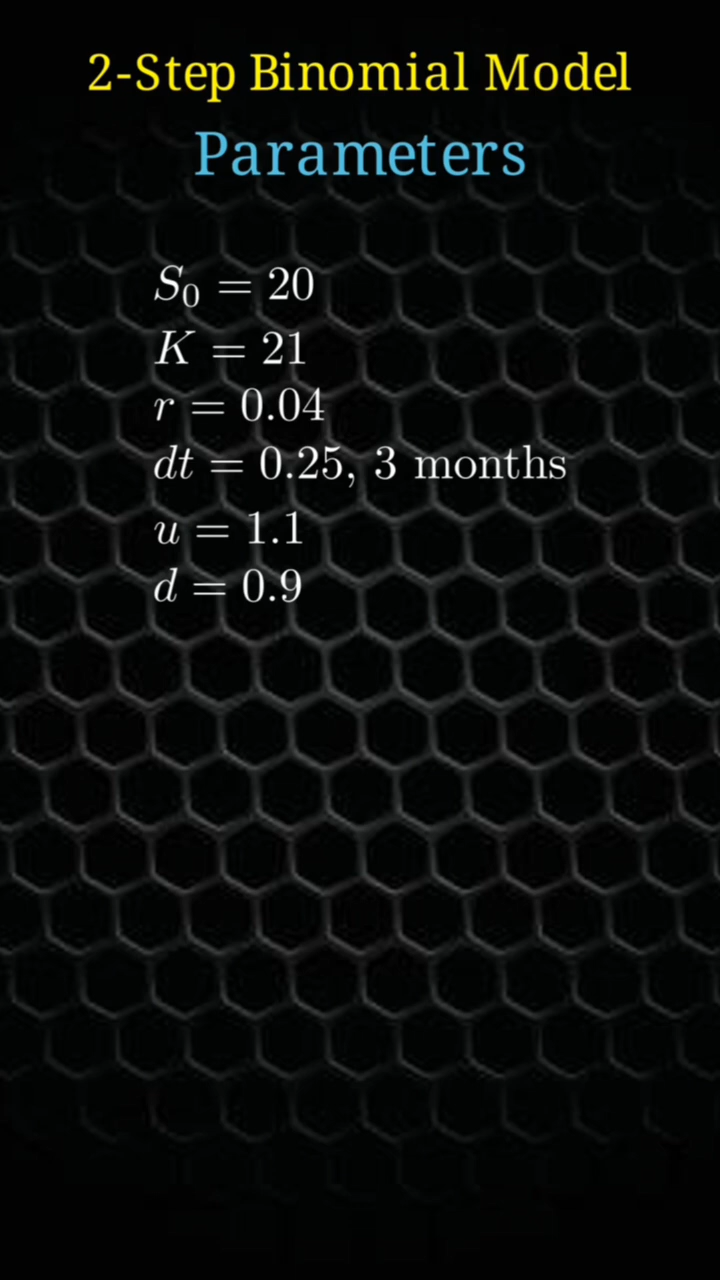 2-Step Binomial Model
Parameters
S₀ = 20
K = 21
r = 0.04
dt = 0.25, 3 months
u = 1.1
d = 0.9